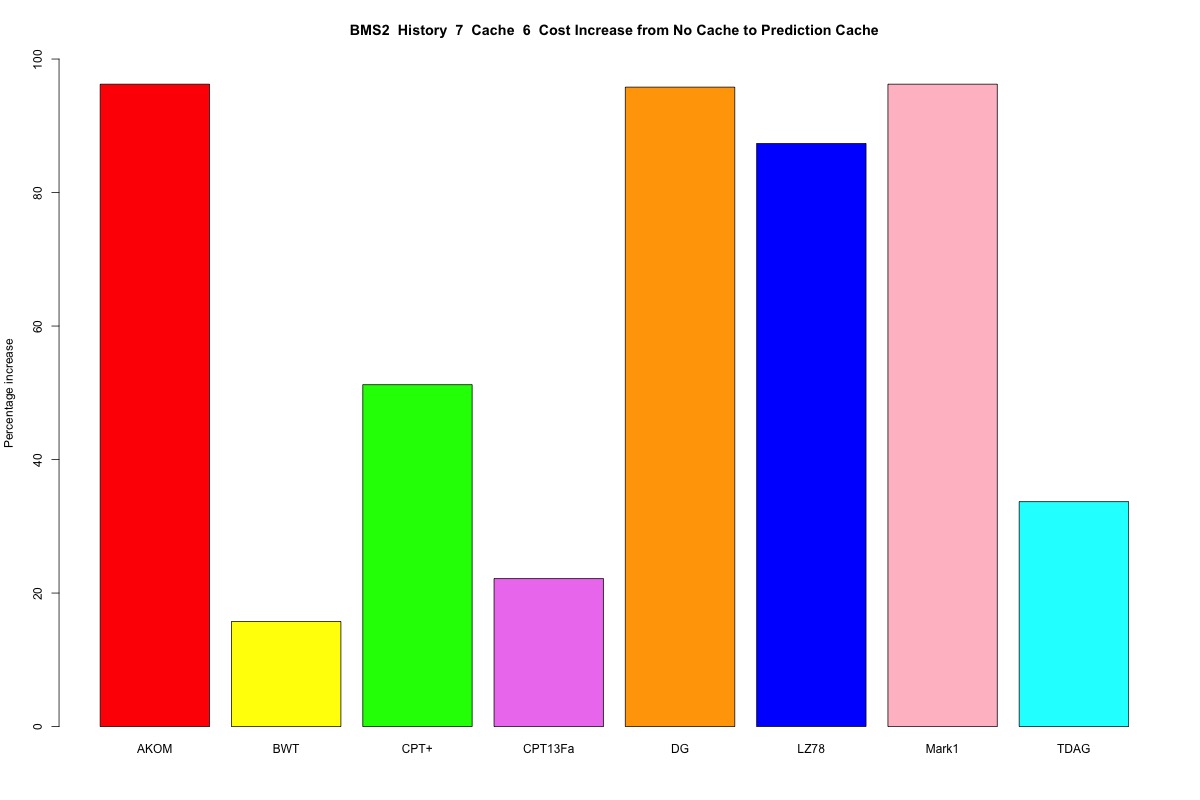 BMS2 History 7 Cache 6 Cost Increase from No Cache to Prediction Cache
Percentage increase
100
80
60
40
20
0
AKOM BWT CPT+ CPT13Fa DG LZ78 Mark1 TDAG